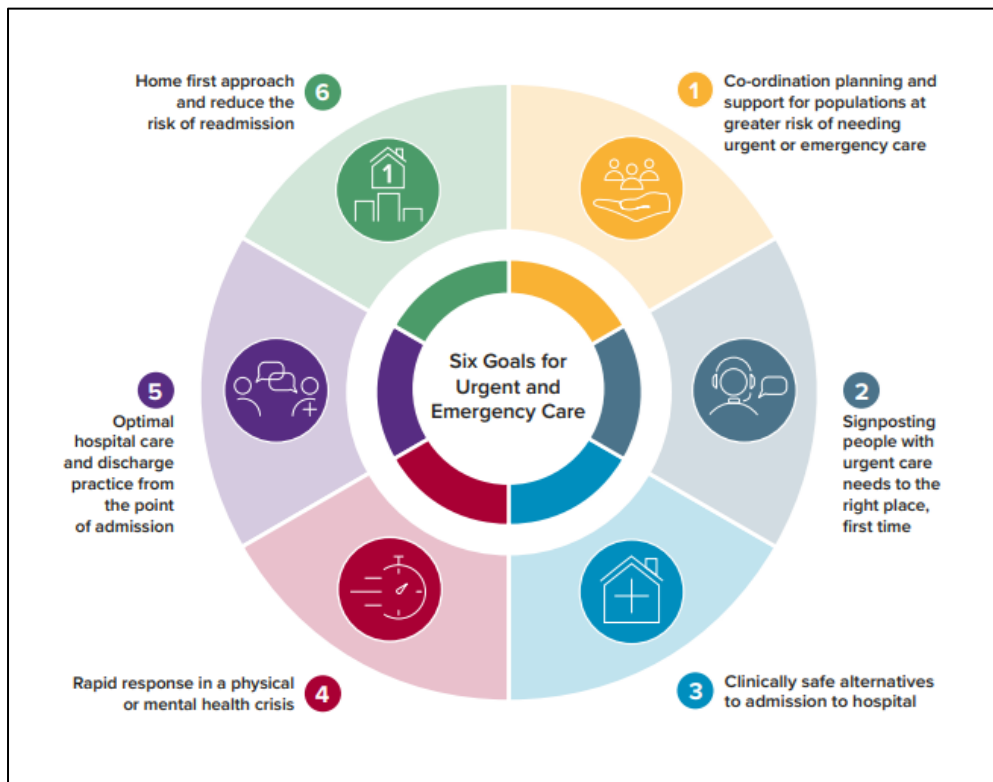 Six Goals for
Urgent and
Emergency Care
1
Co-ordination planning and
support for populations at
greater risk of needing
urgent or emergency care
2
Signposting
people with
urgent care
needs to the
right place,
first time
3
Clinically safe alternatives
to admission to hospital
4
Rapid response in a physical
or mental health crisis
5
Optimal
hospital care
and discharge
practice from
the point
of admission
6
Home first approach
and reduce the
risk of readmission
1